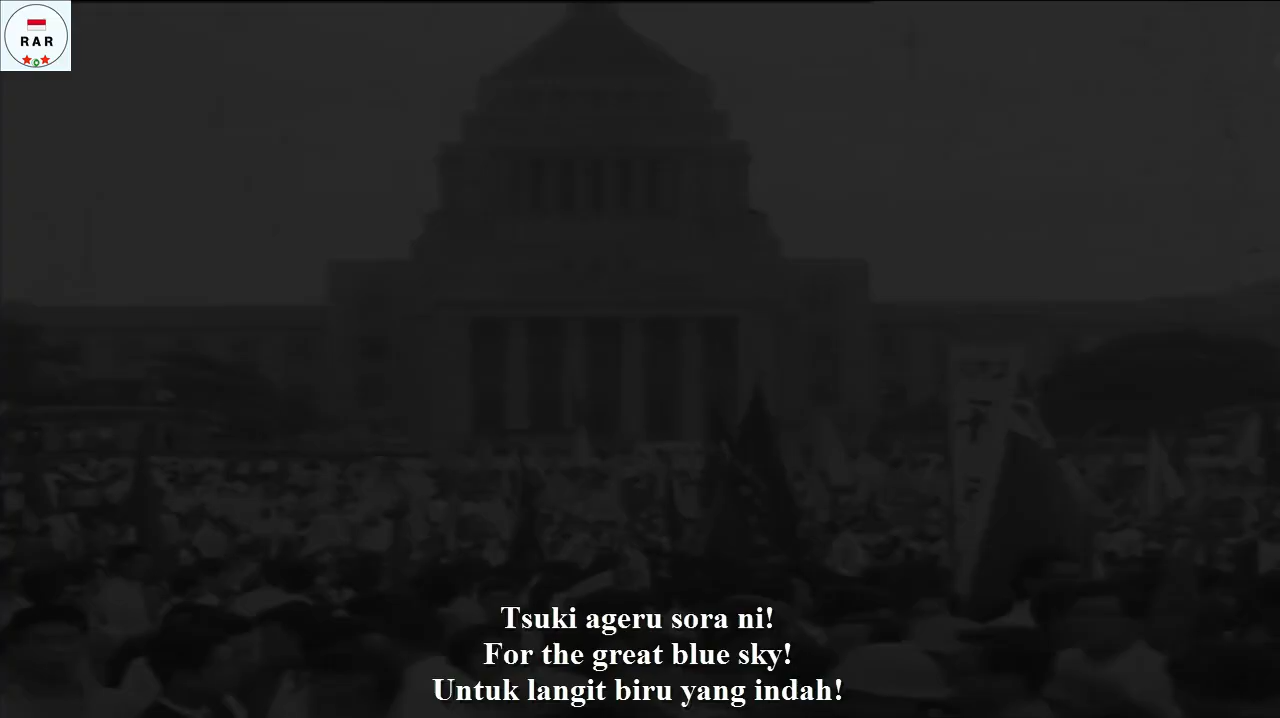 RAR
Tsuki ageru sora ni!
For the great blue sky!
Untuk langit biru yang indah!